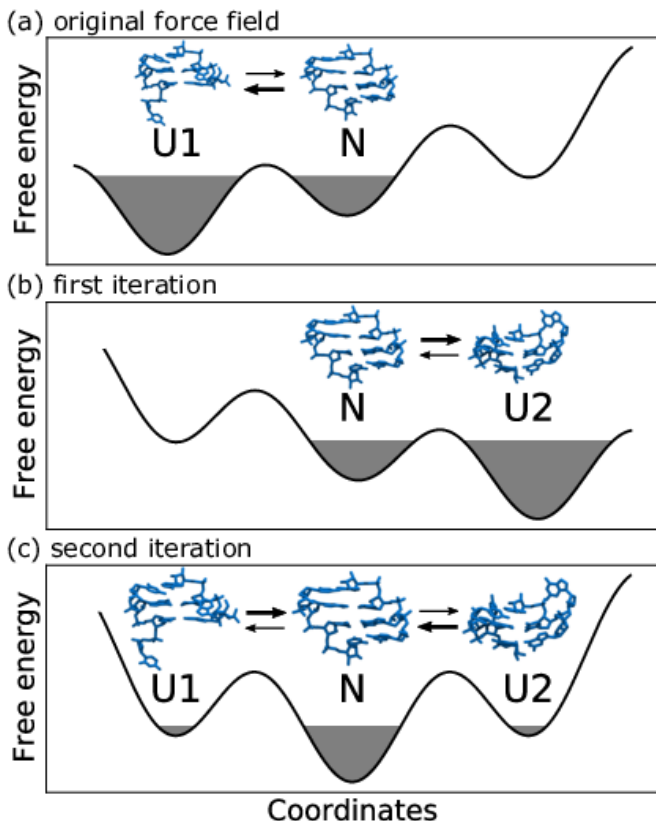 (a) original force field
Free energy
U1 N
(b) first iteration
Free energy
N U2
(c) second iteration
Free energy
U1 N U2
Coordinates